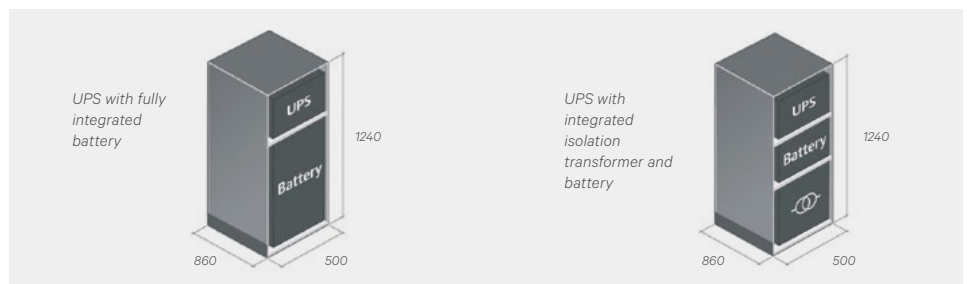 UPS with fully
integrated
battery
UPS
Battery
1240
860
500
UPS with
integrated
isolation
transformer and
battery
UPS
Battery
1240
860
500